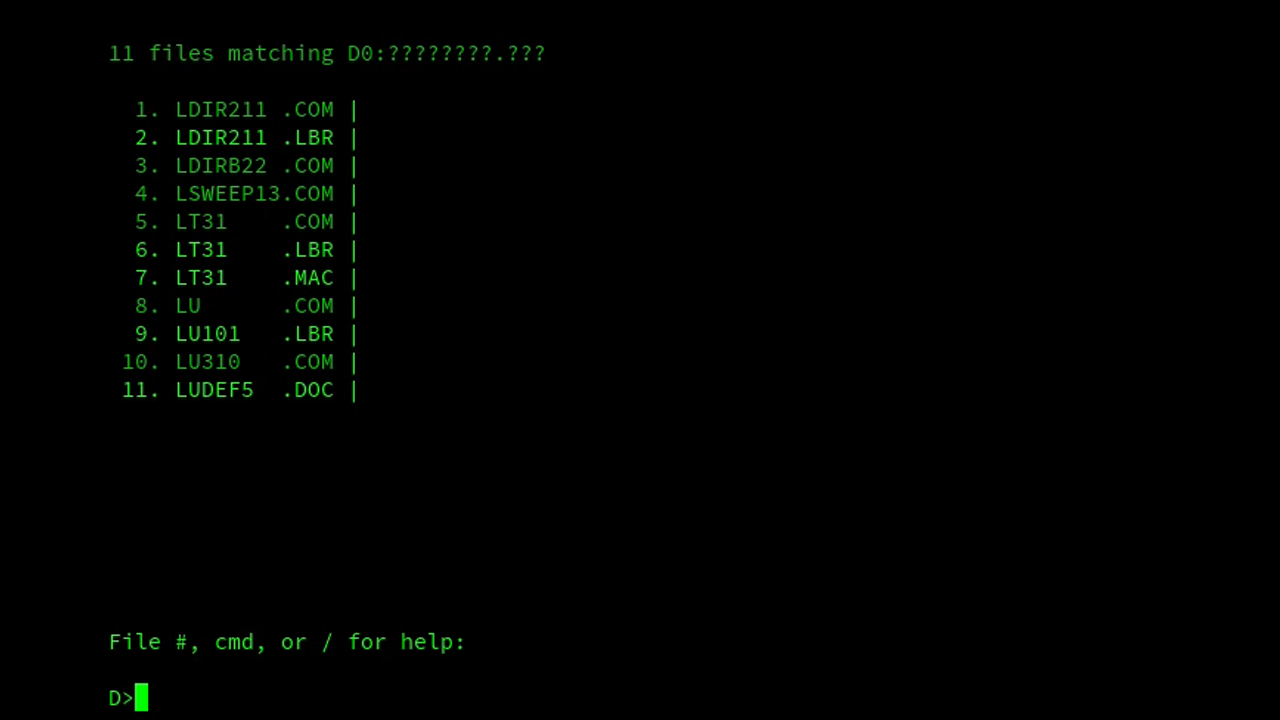 11 files matching D0:????????.???
1. LDIR211 .COM |
2. LDIR211 .LBR |
3. LDIRB22 .COM |
4. LSWEEP13.COM |
5. LT31    .COM |
6. LT31    .LBR |
7. LT31    .MAC |
8. LU      .COM |
9. LU101   .LBR |
10. LU310   .COM |
11. LUDEF5  .DOC |
File #, cmd, or / for help:
D>